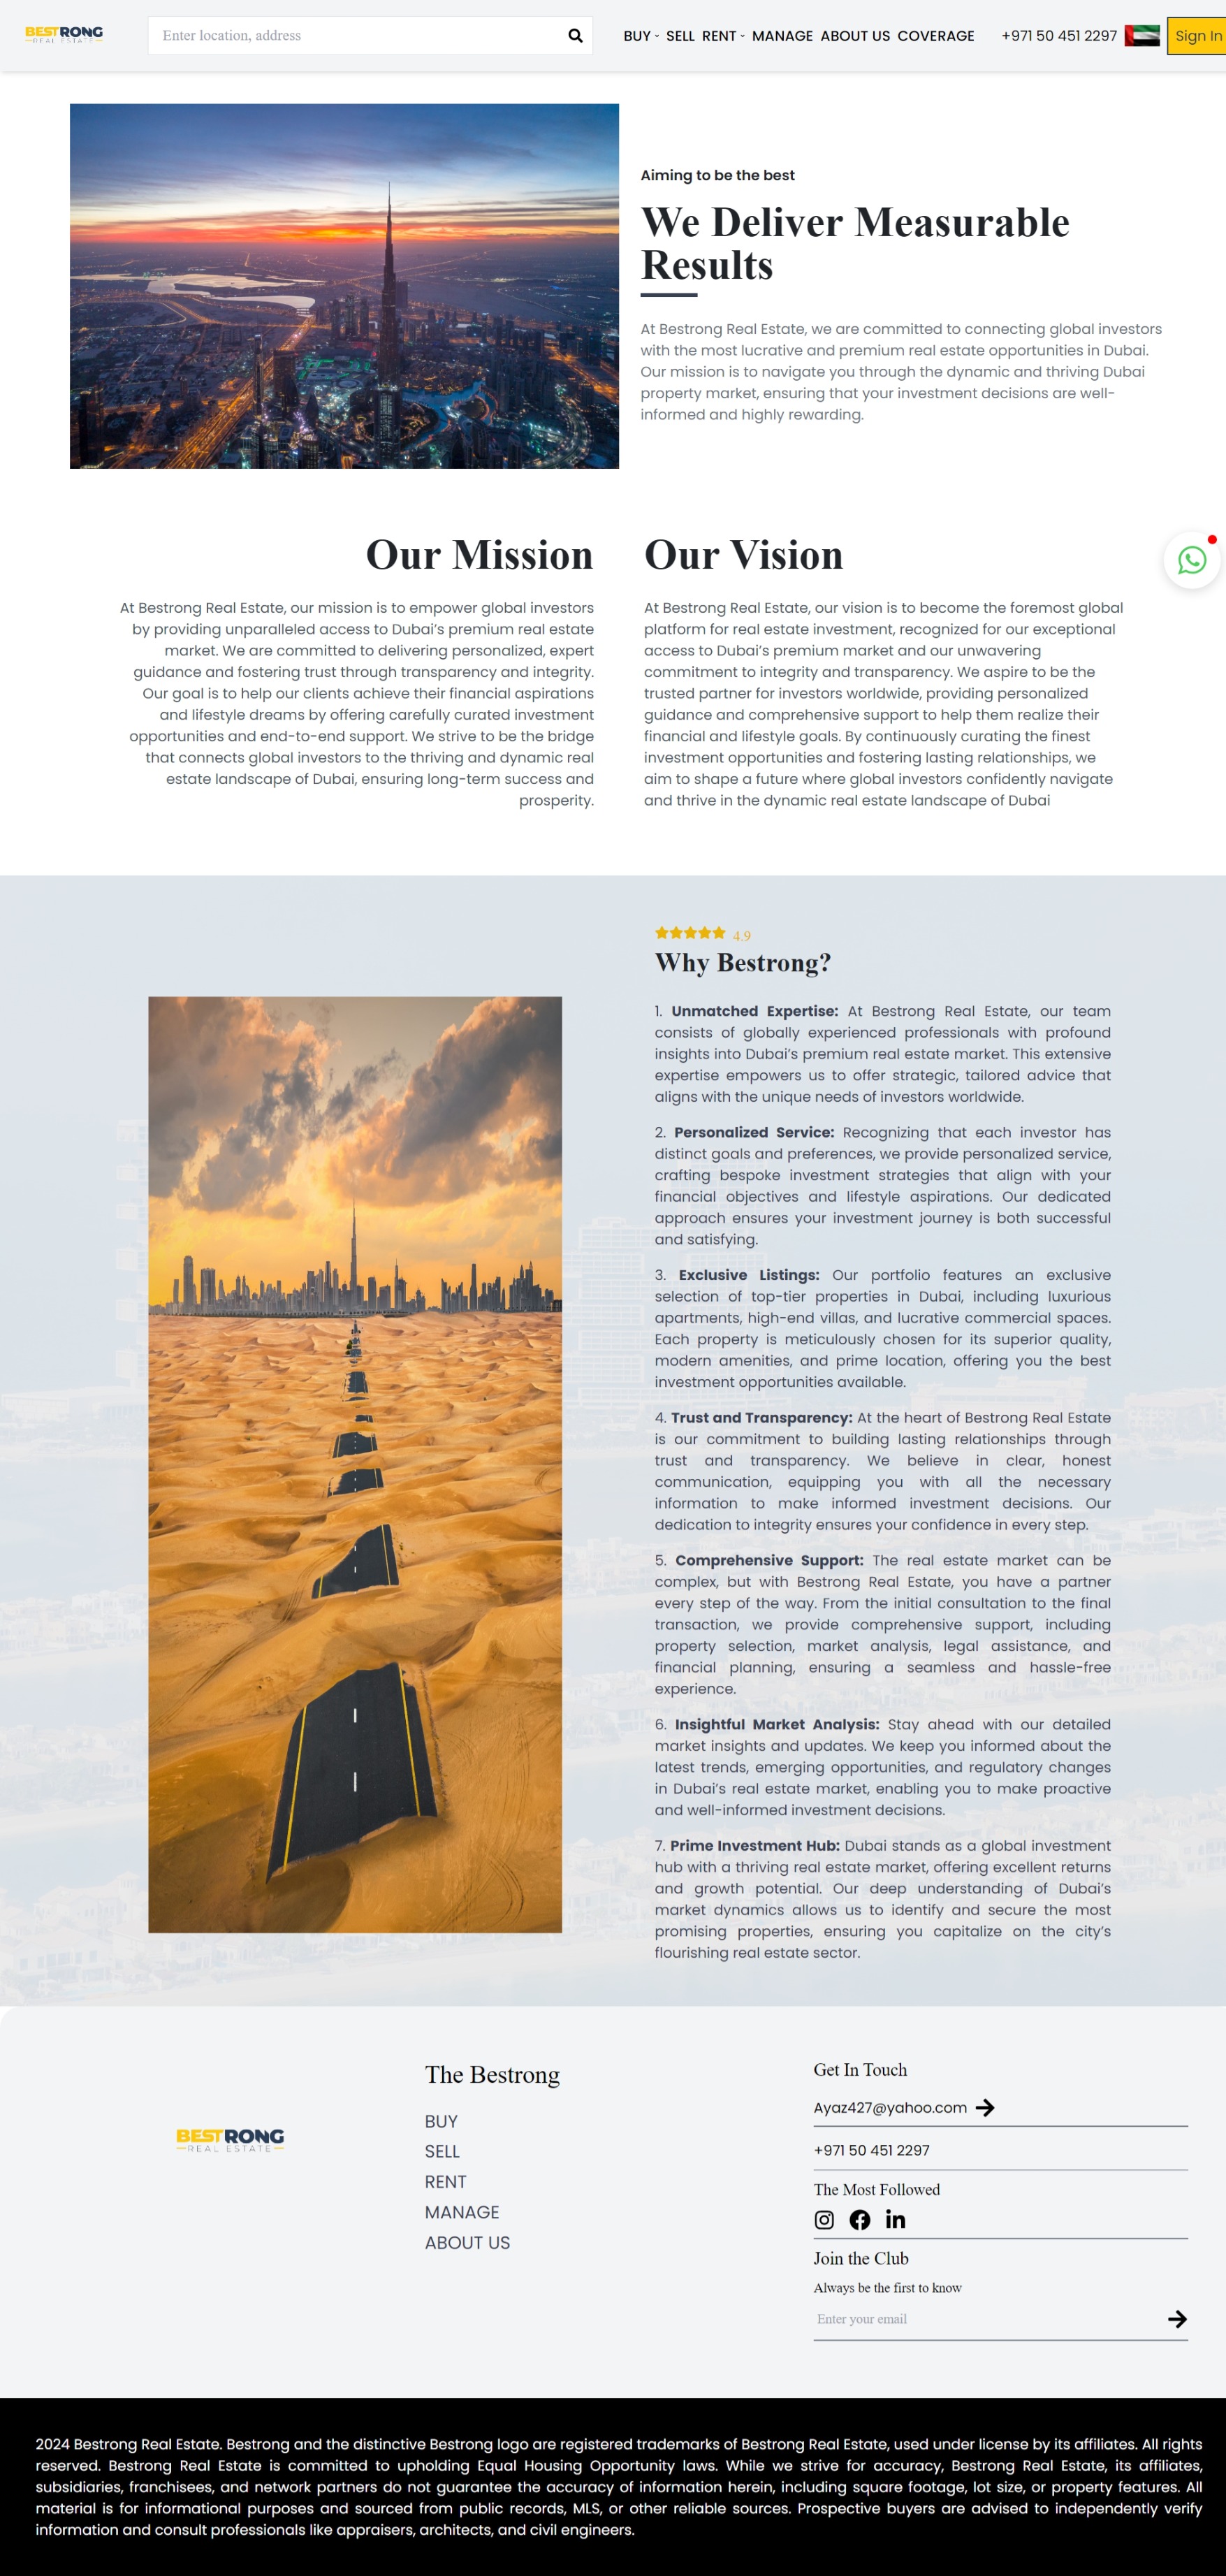 BESTRONG
REAL ESTATE
Enter location, address
BUY SELL RENT MANAGE ABOUT US COVERAGE
+971 50 451 2297
Sign In
Aiming to be the best
We Deliver Measurable
Results
At Bestrong Real Estate, we are committed to connecting global investors
with the most lucrative and premium real estate opportunities in Dubai.
Our mission is to navigate you through the dynamic and thriving Dubai
property market, ensuring that your investment decisions are well-
informed and highly rewarding.
Our Mission
At Bestrong Real Estate, our mission is to empower global investors
by providing unparalleled access to Dubai’s premium real estate
market. We are committed to delivering personalized, expert
guidance and fostering trust through transparency and integrity.
Our goal is to help our clients achieve their financial aspirations
and lifestyle dreams by offering carefully curated investment
opportunities and end-to-end support. We strive to be the bridge
that connects global investors to the thriving and dynamic real
estate landscape of Dubai, ensuring long-term success and
prosperity.
Our Vision
At Bestrong Real Estate, our vision is to become the foremost global
platform for real estate investment, recognized for our exceptional
access to Dubai’s premium market and our unwavering
commitment to integrity and transparency. We aspire to be the
trusted partner for investors worldwide, providing personalized
guidance and comprehensive support to help them realize their
financial and lifestyle goals. By continuously curating the finest
investment opportunities and fostering lasting relationships, we
aim to shape a future where global investors confidently navigate
and thrive in the dynamic real estate landscape of Dubai
4.9
Why Bestrong?
1. Unmatched Expertise: At Bestrong Real Estate, our team
consists of globally experienced professionals with profound
insights into Dubai’s premium real estate market. This extensive
expertise empowers us to offer strategic, tailored advice that
aligns with the unique needs of investors worldwide.
2. Personalized Service: Recognizing that each investor has
distinct goals and preferences, we provide personalized service,
crafting bespoke investment strategies that align with your
financial objectives and lifestyle aspirations. Our dedicated
approach ensures your investment journey is both successful
and satisfying.
3. Exclusive Listings: Our portfolio features an exclusive
selection of top-tier properties in Dubai, including luxurious
apartments, high-end villas, and lucrative commercial spaces.
Each property is meticulously chosen for its superior quality,
modern amenities, and prime location, offering you the best
investment opportunities available.
4. Trust and Transparency: At the heart of Bestrong Real Estate
is our commitment to building lasting relationships through
trust and transparency. We believe in clear, honest
communication, equipping you with all the necessary
information to make informed investment decisions. Our
dedication to integrity ensures your confidence in every step.
5. Comprehensive Support: The real estate market can be
complex, but with Bestrong Real Estate, you have a partner
every step of the way. From the initial consultation to the final
transaction, we provide comprehensive support, including
property selection, market analysis, legal assistance, and
financial planning, ensuring a seamless and hassle-free
experience.
6. Insightful Market Analysis: Stay ahead with our detailed
market insights and updates. We keep you informed about the
latest trends, emerging opportunities, and regulatory changes
in Dubai’s real estate market, enabling you to make proactive
and well-informed investment decisions.
7. Prime Investment Hub: Dubai stands as a global investment
hub with a thriving real estate market, offering excellent returns
and growth potential. Our deep understanding of Dubai’s
market dynamics allows us to identify and secure the most
promising properties, ensuring you capitalize on the city’s
flourishing real estate sector.
BESTRONG
REAL ESTATE
The Bestrong
BUY
SELL
RENT
MANAGE
ABOUT US
Get In Touch
Ayaz427@yahoo.com
+971 50 451 2297
The Most Followed
Join the Club
Always be the first to know
Enter your email
2024 Bestrong Real Estate. Bestrong and the distinctive Bestrong logo are registered trademarks of Bestrong Real Estate, used under license by its affiliates. All rights
reserved. Bestrong Real Estate is committed to upholding Equal Housing Opportunity laws. While we strive for accuracy, Bestrong Real Estate, its affiliates,
subsidiaries, franchisees, and network partners do not guarantee the accuracy of information herein, including square footage, lot size, or property features. All
material is for informational purposes and sourced from public records, MLS, or other reliable sources. Prospective buyers are advised to independently verify
information and consult professionals like appraisers, architects, and civil engineers.